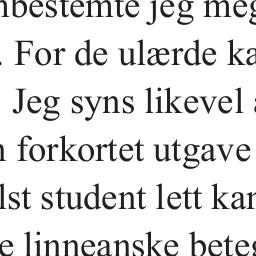 nbestemte jeg meg
. For de ulærde ka
Jeg syns likevel a
n forkortet utgave
lst student lett kan
e linneanske beteg